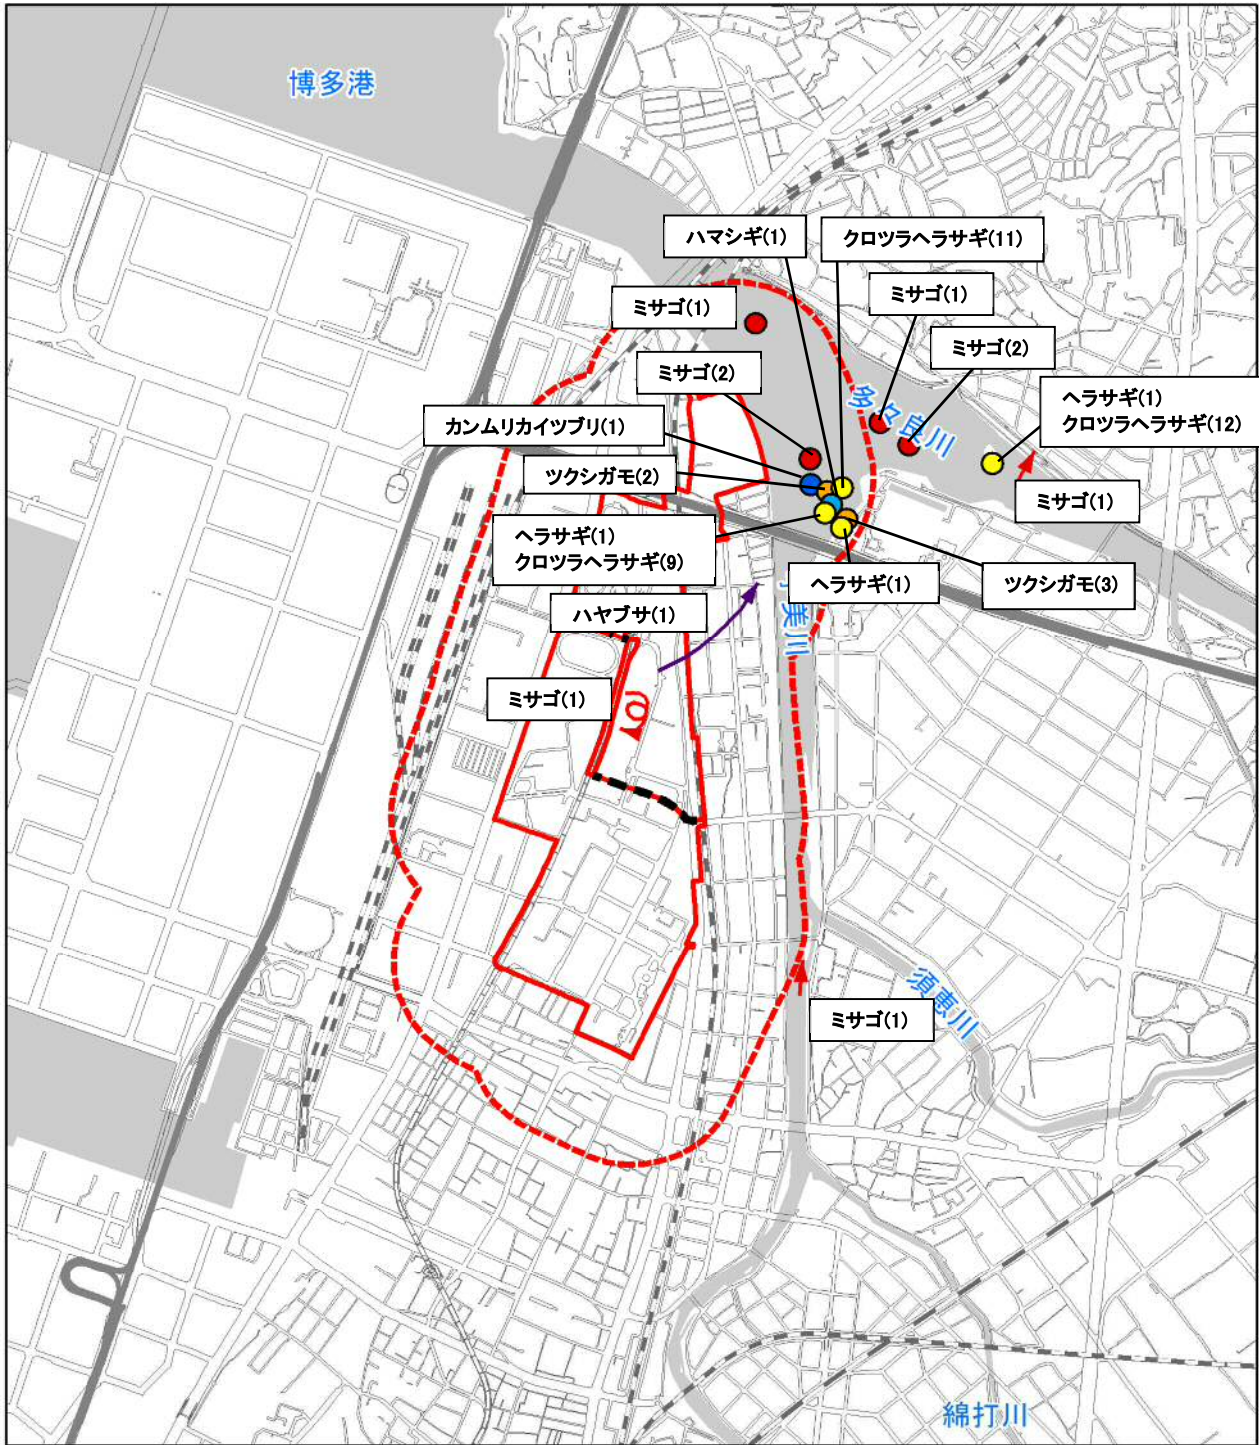 博多港
ハマシギ(1)
クロツラヘラサギ(11)
ミサゴ(1)
ミサゴ(1)
ミサゴ(2)
ミサゴ(2)
ヘラサギ(1)
クロツラヘラサギ(12)
多々良川
カンムリカイツブリ(1)
ツクシガモ(2)
ミサゴ(1)
ヘラサギ(1)
クロツラヘラサギ(9)
ヘラサギ(1)
ツクシガモ(3)
ハヤブサ(1)
美川
ミサゴ(1)
須恵川
ミサゴ(1)
綿打川